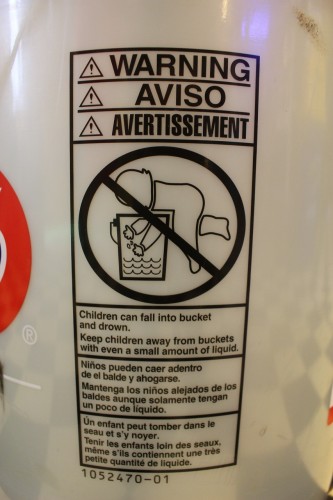 WARNING
AVISO
AVERTISSEMENT
Children can fall into bucket
and drown.
Keep children away from buckets
with even a small amount of liquid.
Niños pueden caer adentro
de el balde y ahogarse.
Mantenga los niños alejados de los
baldes aunque solamente tengan
un poco de líquido.
Un enfant peut tomber dans le
seau et s'y noyer.
Tenir les enfants loin des seaux,
même s'ils contiennent une très
petite quantité de liquide.
1052470-01
®